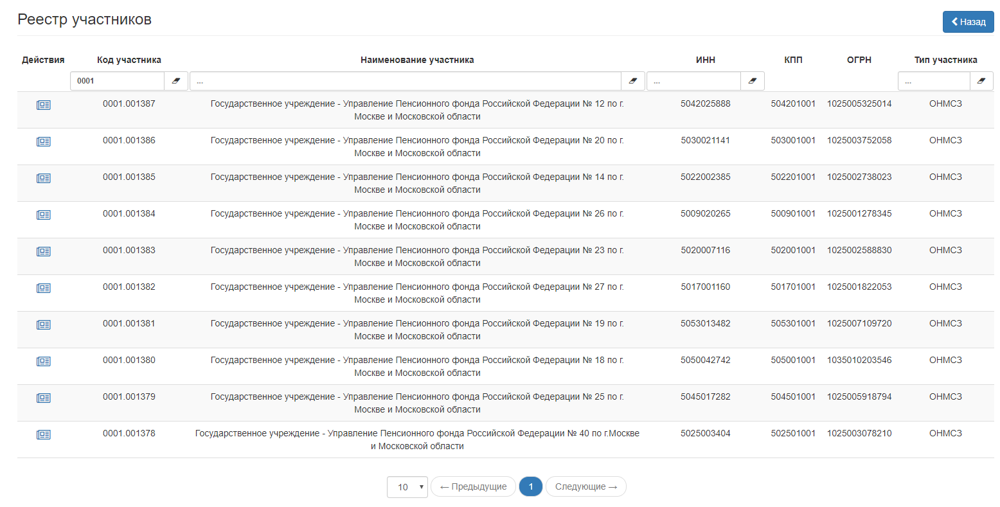 Реестр участников
Назад
Действия Код участника Наименование участника ИНН КПП ОГРН Тип участника
0001 ... ... ...
0001.001387 Государственное учреждение - Управление Пенсионного фонда Российской Федерации № 12 по г. 5042025888 504201001 1025005325014 ОНМСЗ
Москве и Московской области
0001.001386 Государственное учреждение - Управление Пенсионного фонда Российской Федерации № 20 по г. 5030021141 503001001 1025003752058 ОНМСЗ
Москве и Московской области
0001.001385 Государственное учреждение - Управление Пенсионного фонда Российской Федерации № 14 по г. 5022002385 502201001 1025002738023 ОНМСЗ
Москве и Московской области
0001.001384 Государственное учреждение - Управление Пенсионного фонда Российской Федерации № 26 по г. 5009020265 500901001 1025001278345 ОНМСЗ
Москве и Московской области
0001.001383 Государственное учреждение - Управление Пенсионного фонда Российской Федерации № 23 по г. 5020007116 502001001 1025002588830 ОНМСЗ
Москве и Московской области
0001.001382 Государственное учреждение - Управление Пенсионного фонда Российской Федерации № 27 по г. 5017001160 501701001 1025001822053 ОНМСЗ
Москве и Московской области
0001.001381 Государственное учреждение - Управление Пенсионного фонда Российской Федерации № 19 по г. 5053013482 505301001 1025007109720 ОНМСЗ
Москве и Московской области
0001.001380 Государственное учреждение - Управление Пенсионного фонда Российской Федерации № 18 по г. 5050042742 505001001 1035010203546 ОНМСЗ
Москве и Московской области
0001.001379 Государственное учреждение - Управление Пенсионного фонда Российской Федерации № 25 по г. 5045017282 504501001 1025005918794 ОНМСЗ
Москве и Московской области
0001.001378 Государственное учреждение - Управление Пенсионного фонда Российской Федерации № 40 по г.Москве 5025003404 502501001 1025003078210 ОНМСЗ
и Московской области
10 ← Предыдущие 1 Следующие →